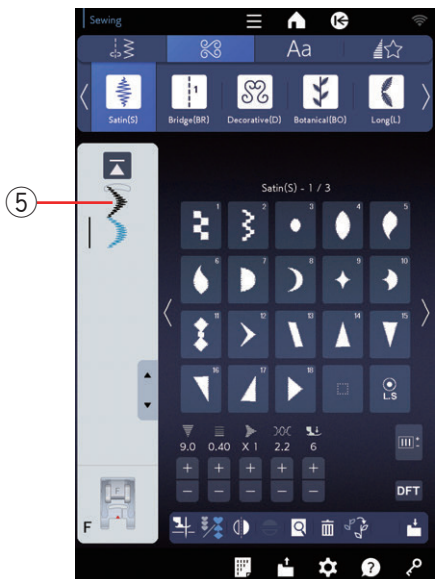 Sewing
Aa
Satin(S) Bridge(BR) Decorative(D) Botanical(BO) Long(L)
1
5
Satin(S) - 1 / 3
1 2 3 4 5
6 7 8 9 10
11 12 13 14 15
16 17 18
L.S
9.0 0.40 X 1 2.2 6
+ + + + +
− − − − −
DFT
F
F
?